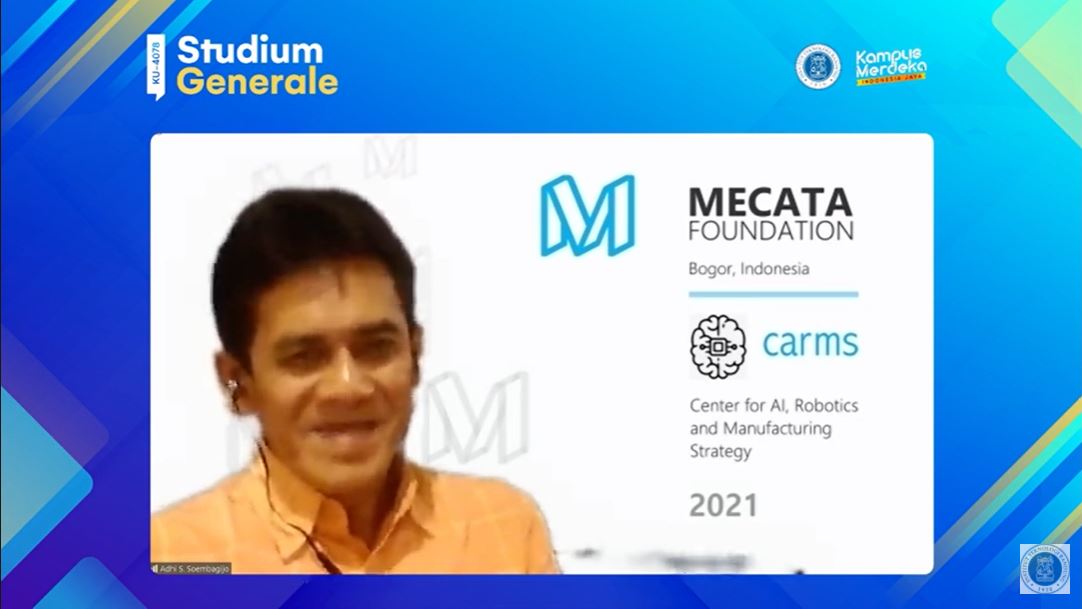 KU-4078
Studium
Generale
Kampus
Merdeka
INDONESIA JAYA
MECATA
FOUNDATION
Bogor, Indonesia
carms
Center for AI, Robotics
and Manufacturing
Strategy
2021
Adhi S. Soembagijo